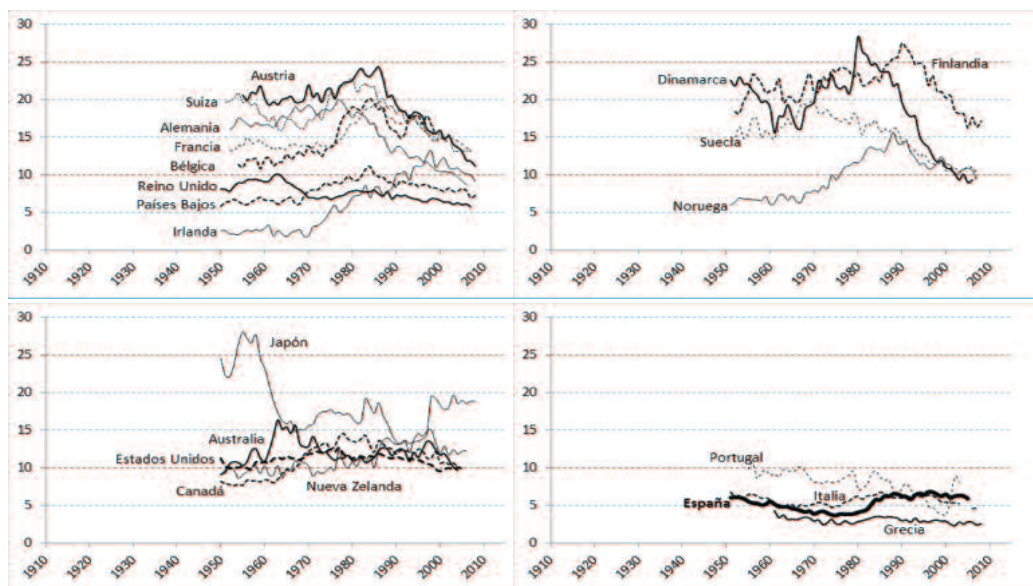 30
25
20
15
10
5
0
Austria
Suiza
Alemania
Francia
Bélgica
Reino Unido
Países Bajos
Irlanda
1910 1920 1930 1940 1950 1960 1970 1980 1990 2000 2010
30
25
20
15
10
5
0
Dinamarca
Finlandia
Suecia
Noruega
1910 1920 1930 1940 1950 1960 1970 1980 1990 2000 2010
30
25
20
15
10
5
0
Japón
Australia
Estados Unidos
Canadá
Nueva Zelanda
1910 1920 1930 1940 1950 1960 1970 1980 1990 2000 2010
30
25
20
15
10
5
0
Portugal
España
Italia
Grecia
1910 1920 1930 1940 1950 1960 1970 1980 1990 2000 2010